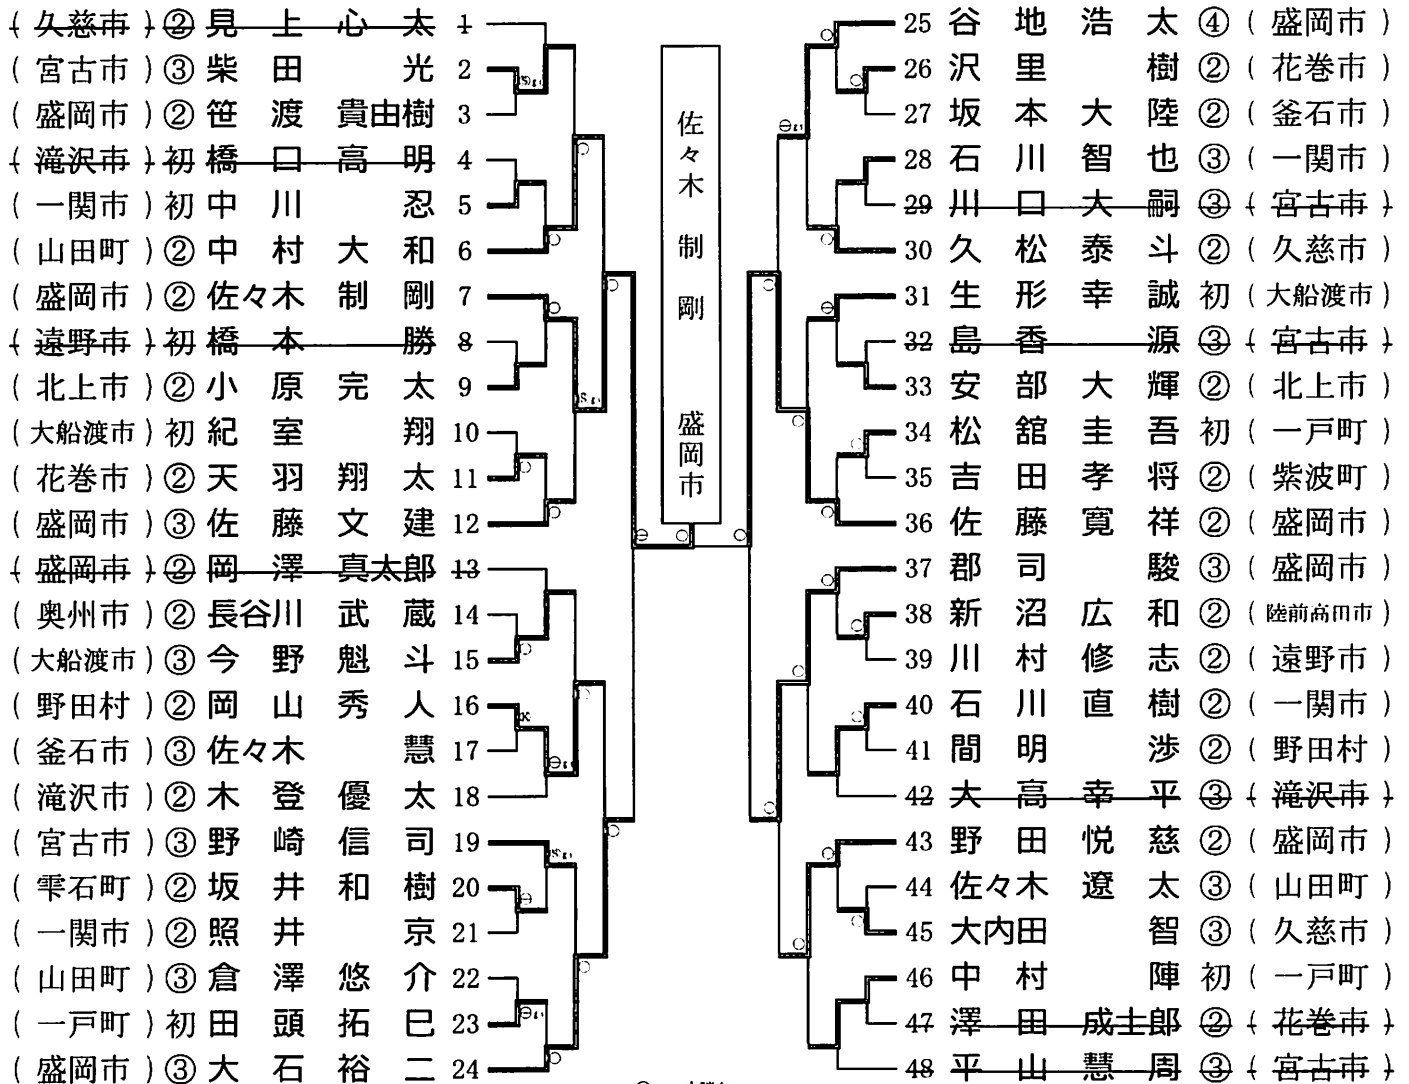 (久慈市)②見上心太 1
(宮古市)③柴田光 2
(盛岡市)②笹渡貴由樹 3
(滝沢市)初橋口高明 4
(一関市)初中川忍 5
(山田町)②中村大和 6
(盛岡市)②佐々木制剛 7
(遠野市)初橋本勝 8
(北上市)②小原完太 9
(大船渡市)初紀室翔 10
(花巻市)②天羽翔太 11
(盛岡市)③佐藤文建 12
(盛岡市)②岡澤真太郎 13
(奥州市)②長谷川武蔵 14
(大船渡市)③今野魁斗 15
(野田村)②岡山秀人 16
(釜石市)③佐々木慧 17
(滝沢市)②木登優太 18
(宮古市)③野崎信司 19
(雫石町)②坂井和樹 20
(一関市)②照井京 21
(山田町)③倉澤悠介 22
(一戸町)初田頭拓巳 23
(盛岡市)③大石裕二 24
佐々木制剛 盛岡市
25 谷地浩太④(盛岡市)
26 沢里樹②(花巻市)
27 坂本大陸②(釜石市)
28 石川智也③(一関市)
29 川口大嗣③(宮古市)
30 久松泰斗②(久慈市)
31 生形幸誠初(大船渡市)
32 島香源③(宮古市)
33 安部大輝②(北上市)
34 松舘圭吾初(一戸町)
35 吉田孝将②(紫波町)
36 佐藤寛祥②(盛岡市)
37 郡司駿③(盛岡市)
38 新沼広和②(陸前高田市)
39 川村修志②(遠野市)
40 石川直樹②(一関市)
41 間明渉②(野田村)
42 大高幸平③(滝沢市)
43 野田悦慈②(盛岡市)
44 佐々木遼太③(山田町)
45 大内田智③(久慈市)
46 中村陣初(一戸町)
47 澤田成士郎②(花巻市)
48 平山慧周③(宮古市)